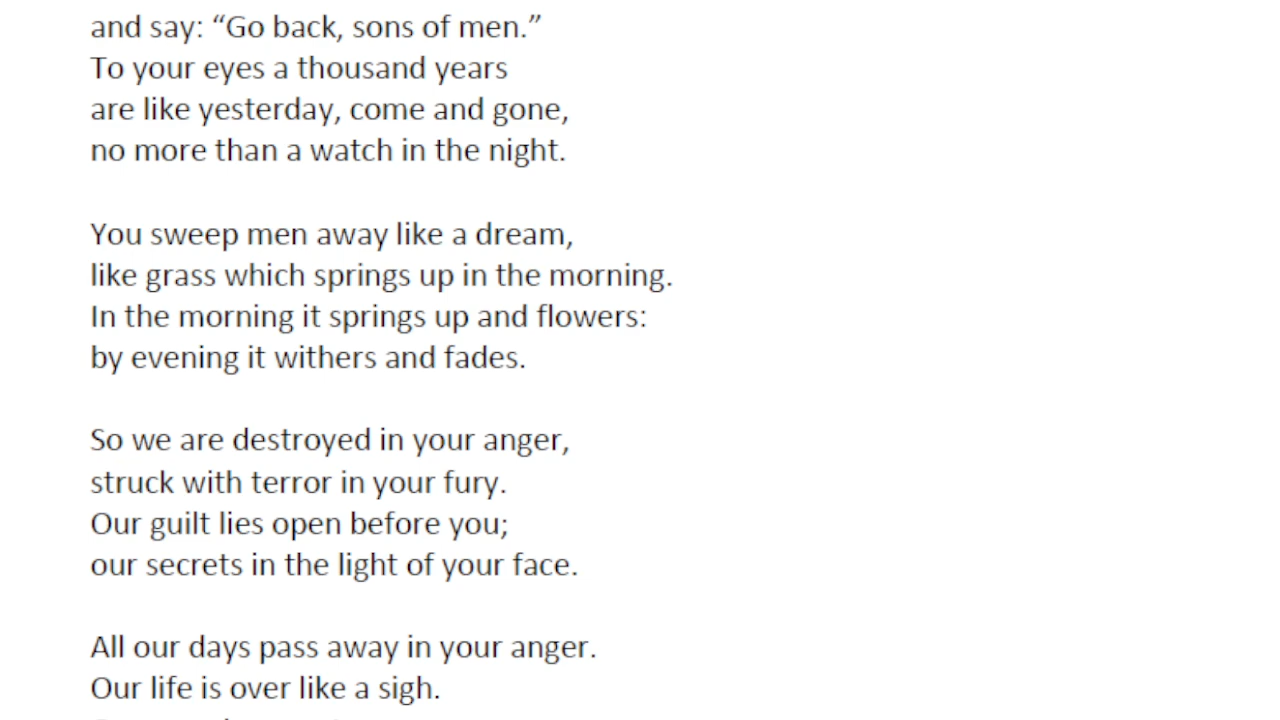 and say: “Go back, sons of men.”
To your eyes a thousand years
are like yesterday, come and gone,
no more than a watch in the night.
You sweep men away like a dream,
like grass which springs up in the morning.
In the morning it springs up and flowers:
by evening it withers and fades.
So we are destroyed in your anger,
struck with terror in your fury.
Our guilt lies open before you;
our secrets in the light of your face.
All our days pass away in your anger.
Our life is over like a sigh.